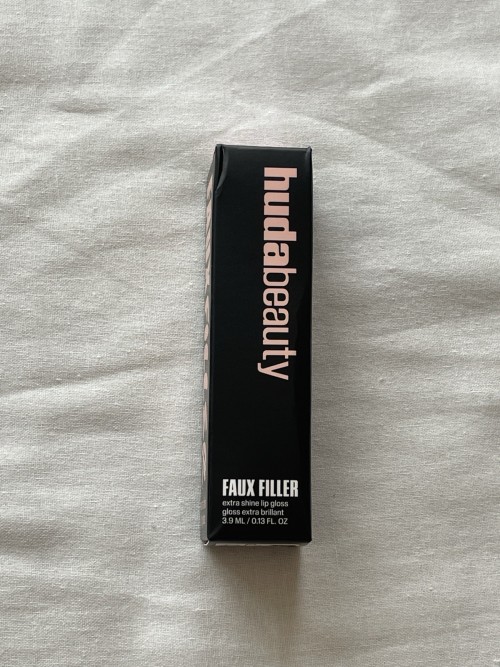 hudabeauty
FAUX FILLER
extra shine lip gloss
gloss extra brillant
3.9 ML / 0.13 FL. OZ